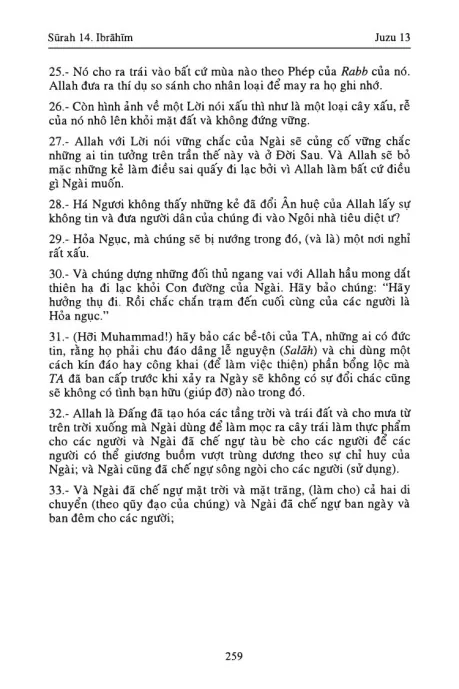 Sūrah 14. Ibrāhīm Juzu 13
25.- Nó cho ra trái vào bất cứ mùa nào theo Phép của Rabb của nó.
Allah đưa ra thí dụ so sánh cho nhân loại để may ra họ ghi nhớ.
26.- Còn hình ảnh về một Lời nói xấu thì như là một loại cây xấu, rễ
của nó nhô lên khỏi mặt đất và không đứng vững.
27.- Allah với Lời nói vững chắc của Ngài sẽ củng cố vững chắc
những ai tin tưởng trên trần thế này và ở Đời Sau. Và Allah sẽ bỏ
mặc những kẻ làm điều sai quấy đi lạc bởi vì Allah làm bất cứ điều
gì Ngài muốn.
28.- Há Ngươi không thấy những kẻ đã đổi Ân huệ của Allah lấy sự
không tin và đưa người dân của chúng đi vào Ngôi nhà tiêu diệt ư?
29.- Hỏa Ngục, mà chúng sẽ bị nướng trong đó, (và là) một nơi nghỉ
rất xấu.
30.- Và chúng dựng những đối thủ ngang vai với Allah hầu mong dắt
thiên hạ đi lạc khỏi Con đường của Ngài. Hãy bảo chúng: “Hãy
hưởng thụ đi. Rồi chắc chắn trạm đến cuối cùng của các người là
Hỏa ngục.”
31.- (Hỡi Muhammad!) hãy bảo các bề-tôi của TA, những ai có đức
tin, rằng họ phải chu đáo dâng lễ nguyện (Salāh) và chi dùng một
cách kín đáo hay công khai (để làm việc thiện) phần bổng lộc mà
TA đã ban cấp trước khi xảy ra Ngày sẽ không có sự đổi chác cũng
sẽ không có tình bạn hữu (giúp đỡ) nào trong đó.
32.- Allah là Đấng đã tạo hóa các tầng trời và trái đất và cho mưa từ
trên trời xuống mà Ngài dùng để làm mọc ra cây trái làm thực phẩm
cho các người và Ngài đã chế ngự tàu bè cho các người để các
người có thể giương buồm vượt trùng dương theo sự chỉ huy của
Ngài; và Ngài cũng đã chế ngự sông ngòi cho các người (sử dụng).
33.- Và Ngài đã chế ngự mặt trời và mặt trăng, (làm cho) cả hai di
chuyển (theo qũy đạo của chúng) và Ngài đã chế ngự ban ngày và
ban đêm cho các người;
259